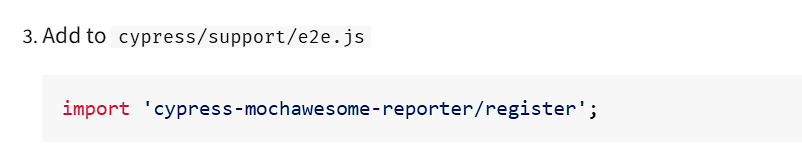 3. Add to cypress/support/e2e.js
import 'cypress-mochawesome-reporter/register';